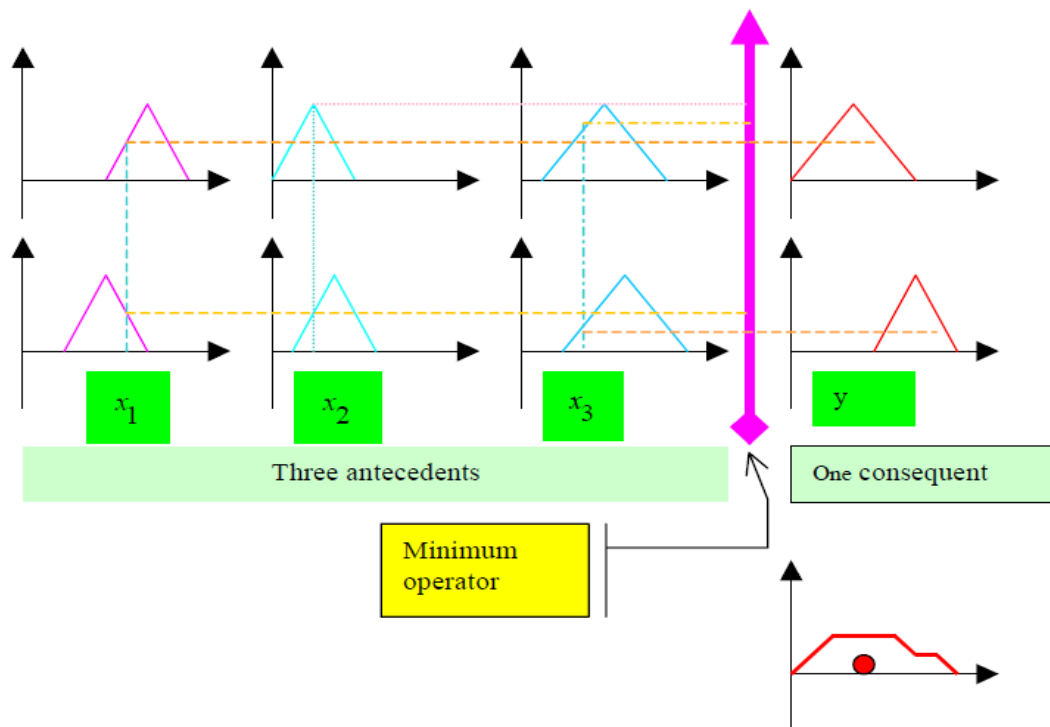 x1
x2
x3
y
Three antecedents
One consequent
Minimum
operator